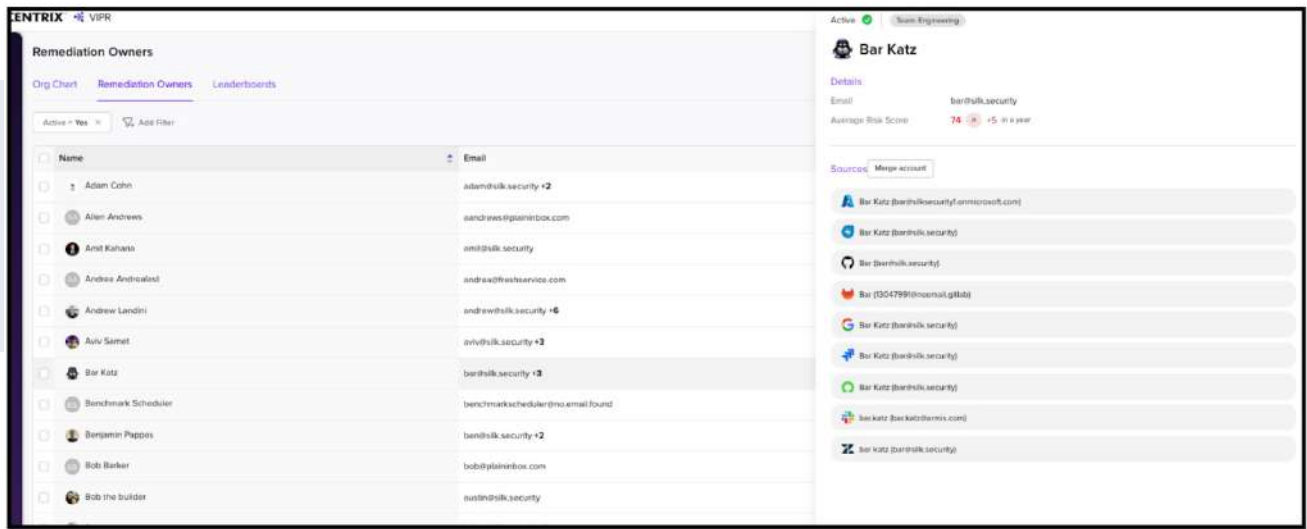 CENTRIX VIPR
Remediation Owners
Org Chart Remediation Owners Leaderboards
Active = Yes × Add Filter
Name Email
Adam Cohn adam@silk.security +2
Allen Andrews aandrews@plaininbox.com
Amit Kahana amit@silk.security
Andrea Andrealast andrea@freshservice.com
Andrew Landini andrew@silk.security +6
Aviv Samet aviv@silk.security +3
Bar Katz bar@silk.security +3
Benchmark Scheduler benchmarkscheduler@no.email.found
Benjamin Pappos ben@silk.security +2
Bob Barker bob@plaininbox.com
Bob the builder austin@silk.security
Active Team Engineering
Bar Katz
Details
Email bar@silk.security
Average Risk Score 74 +5 in a year
Sources Merge account
Bar Katz (bar@silksecurity1.onmicrosoft.com)
Bar Katz (bar@silk.security)
Bar (bar@silk.security)
Bar (13047991@noemail.gitlab)
Bar Katz (bar@silk.security)
Bar Katz (bar@silk.security)
Bar Katz (bar@silk.security)
bar.katz (bar.katz@armis.com)
bar katz (bar@silk.security)